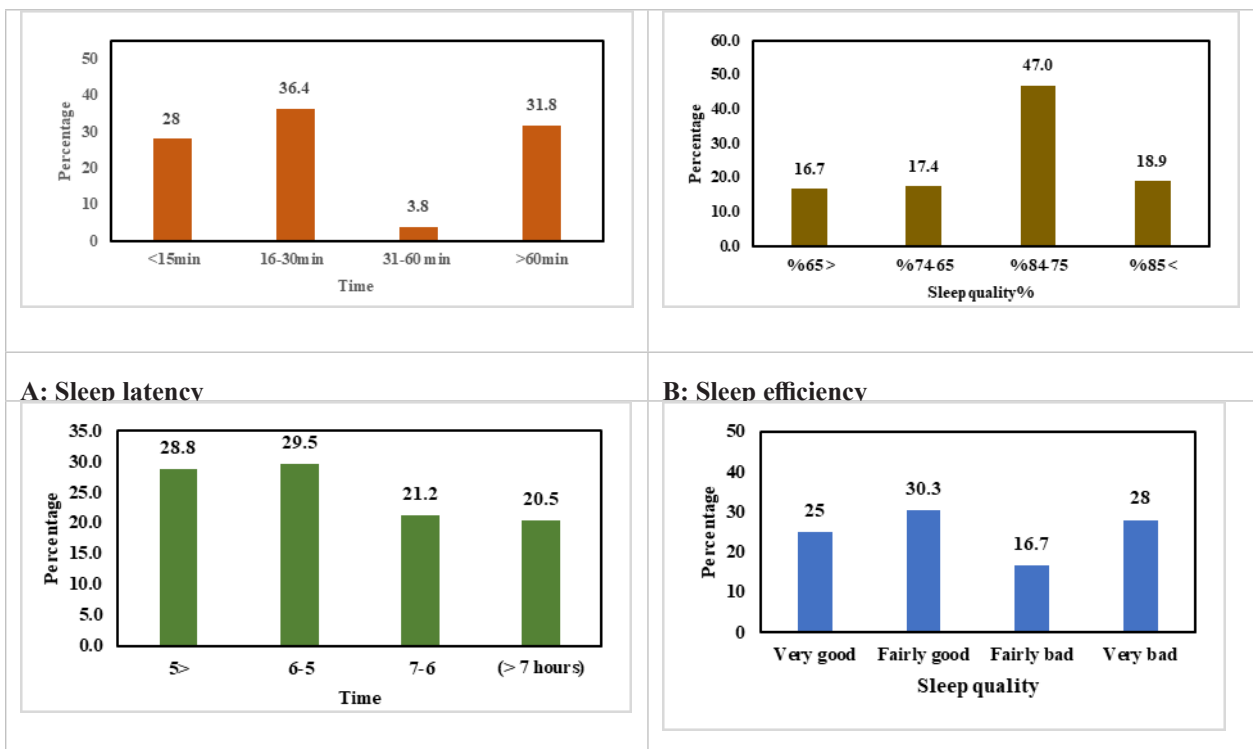 50
40
30
20
10
0
Percentage
28
36.4
3.8
31.8
<15min
16-30min
31-60 min
>60min
Time
60.0
50.0
40.0
30.0
20.0
10.0
0.0
Percentage
16.7
17.4
47.0
18.9
%65>
%74-65
%84-75
%85<
Sleep quality%
A: Sleep latency
B: Sleep efficiency
35.0
30.0
25.0
20.0
15.0
10.0
5.0
0.0
Percentage
28.8
29.5
21.2
20.5
5>
6-5
7-6
(> 7 hours)
Time
50
40
30
20
10
0
Percentage
25
30.3
16.7
28
Very good
Fairly good
Fairly bad
Very bad
Sleep quality